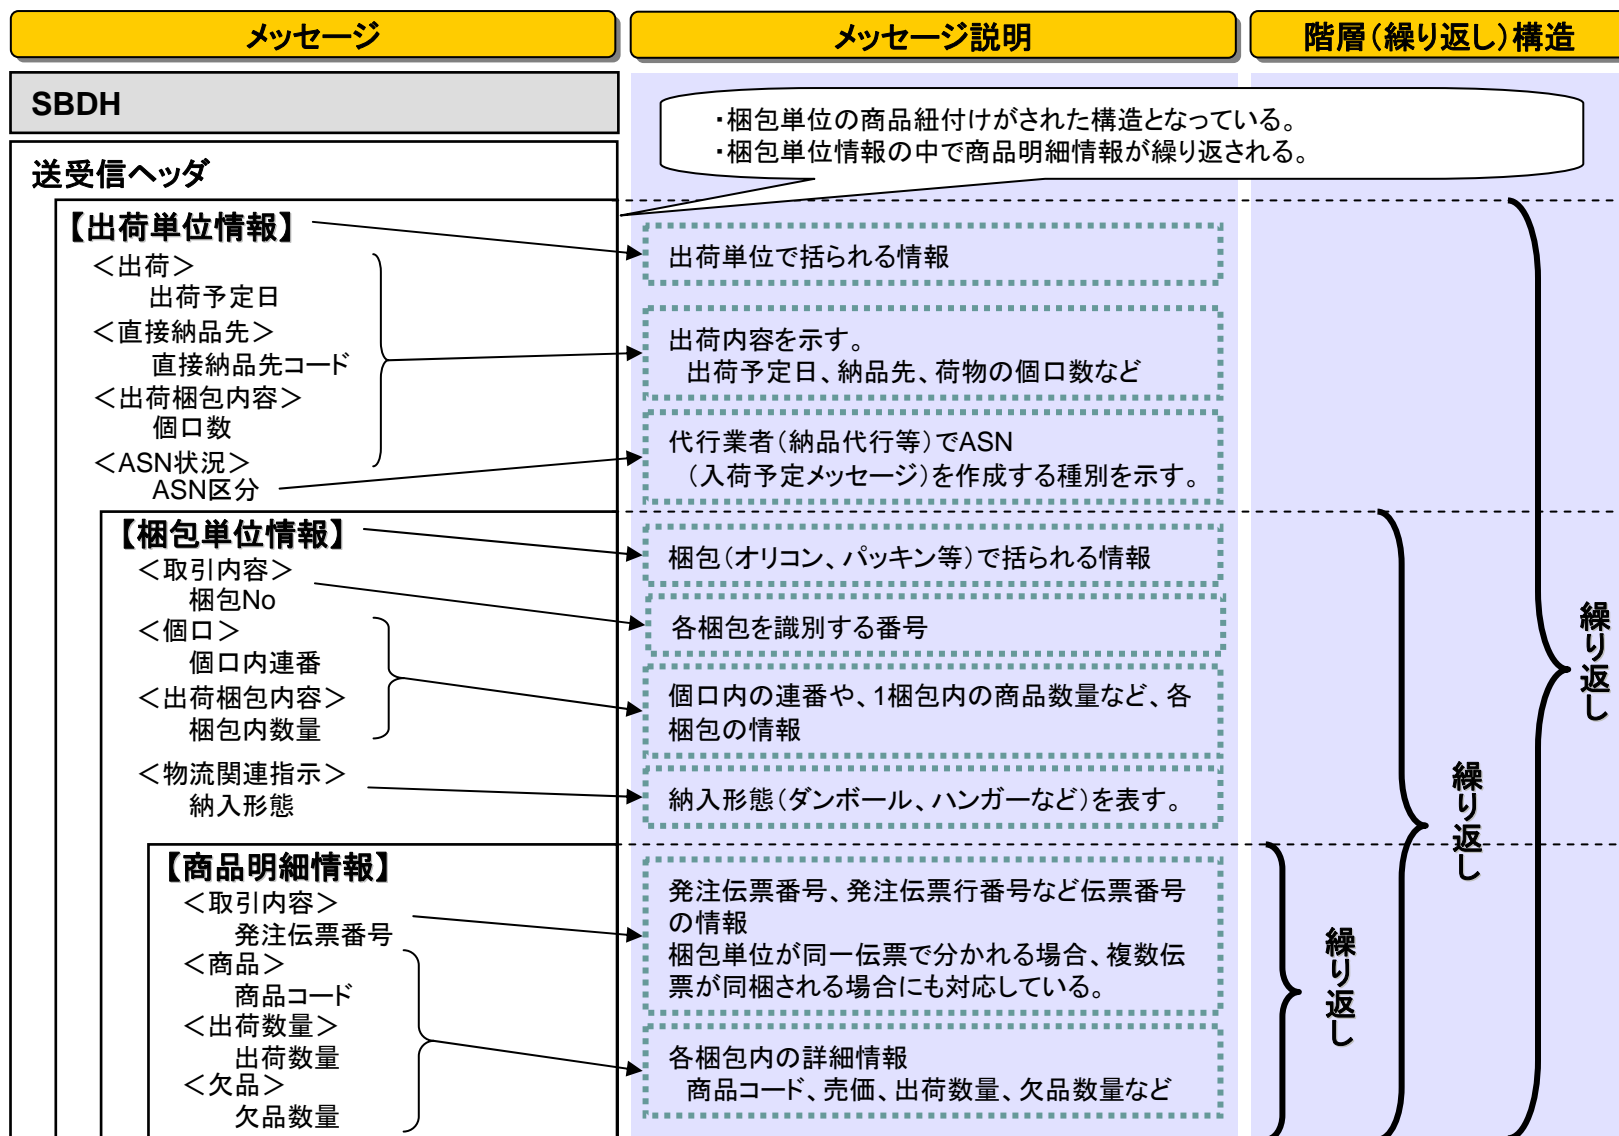 メッセージ
メッセージ説明
階層（繰り返し）構造
SBDH
・梱包単位の商品紐付けがされた構造となっている。
・梱包単位情報の中で商品明細情報が繰り返される。
送受信ヘッダ
【出荷単位情報】
＜出荷＞
出荷予定日
＜直接納品先＞
直接納品先コード
＜出荷梱包内容＞
個口数
＜ASN状況＞
ASN区分
出荷単位で括られる情報
出荷内容を示す。
出荷予定日、納品先、荷物の個口数など
代行業者（納品代行等）でASN
（入荷予定メッセージ）を作成する種別を示す。
【梱包単位情報】
＜取引内容＞
梱包No
＜個口＞
個口内連番
＜出荷梱包内容＞
梱包内数量
＜物流関連指示＞
納入形態
梱包（オリコン、パッキン等）で括られる情報
各梱包を識別する番号
個口内の連番や、1梱包内の商品数量など、各
梱包の情報
納入形態（ダンボール、ハンガーなど）を表す。
【商品明細情報】
＜取引内容＞
発注伝票番号
＜商品＞
商品コード
＜出荷数量＞
出荷数量
＜欠品＞
欠品数量
発注伝票番号、発注伝票行番号など伝票番号
の情報
梱包単位が同一伝票で分かれる場合、複数伝
票が同梱される場合にも対応している。
各梱包内の詳細情報
商品コード、売価、出荷数量、欠品数量など
繰り返し
繰り返し
繰り返し